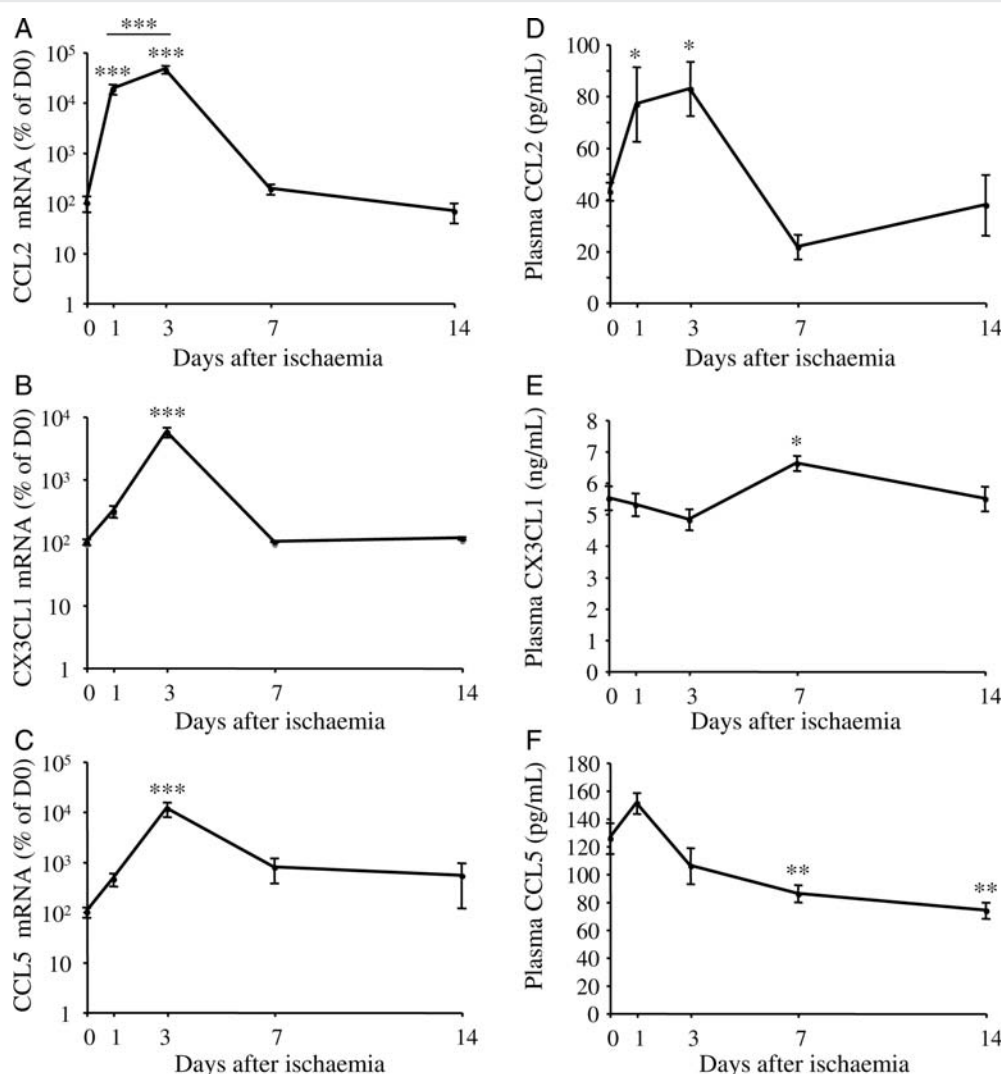 A
***
***
***
CCL2 mRNA (% of D0)
10⁵
10⁴
10³
10²
10
1
0 1 3 7 14
Days after ischaemia
B
***
CX3CL1 mRNA (% of D0)
10⁴
10³
10²
10
1
0 1 3 7 14
Days after ischaemia
C
***
CCL5 mRNA (% of D0)
10⁵
10⁴
10³
10²
10
1
0 1 3 7 14
Days after ischaemia
D
*
*
Plasma CCL2 (pg/mL)
100
80
60
40
20
0
0 1 3 7 14
Days after ischaemia
E
*
Plasma CX3CL1 (ng/mL)
8
7
6
5
4
3
2
1
0
0 1 3 7 14
Days after ischaemia
F
**
**
Plasma CCL5 (pg/mL)
180
160
140
120
100
80
60
40
20
0
0 1 3 7 14
Days after ischaemia